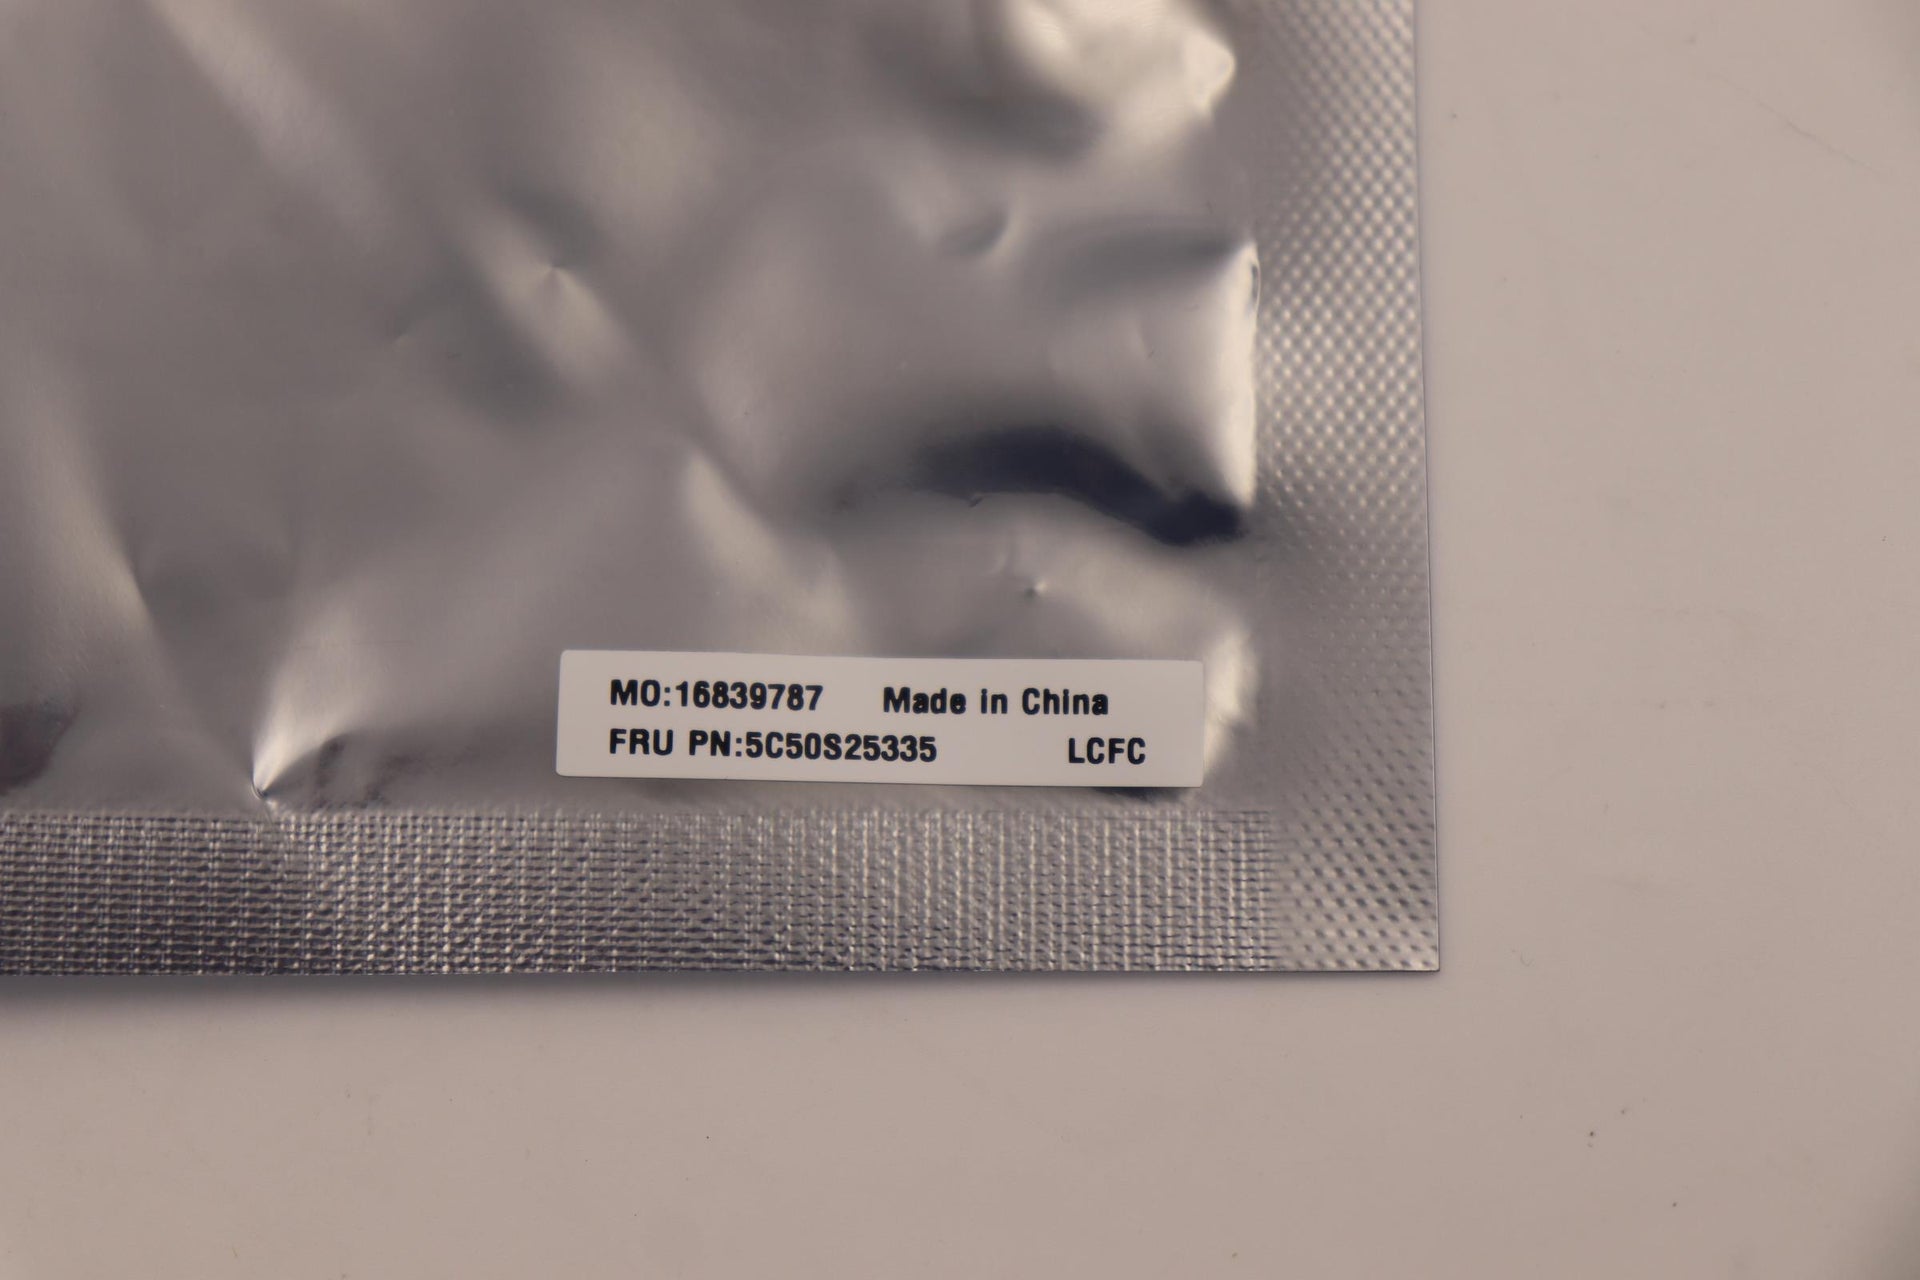 MO:16839787 Made in China
FRU PN:5C50S25335 LCFC